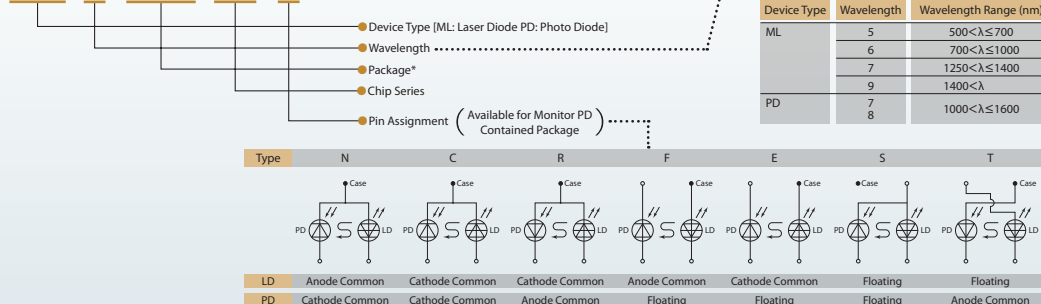 Device Type [ML: Laser Diode PD: Photo Diode]
Wavelength
Package*
Chip Series
Pin Assignment (Available for Monitor PD
Contained Package)
Device Type Wavelength Wavelength Range (nm)
ML 5 500<λ≤700
6 700<λ≤1000
7 1250<λ≤1400
9 1400<λ
PD 7 1000<λ≤1600
8
Type N C R F E S T
Case Case Case Case Case Case Case
PD LD PD LD PD LD PD LD PD LD PD LD PD LD
LD Anode Common Cathode Common Cathode Common Anode Common Cathode Common Floating Floating
PD Cathode Common Cathode Common Anode Common Floating Floating Floating Anode Common